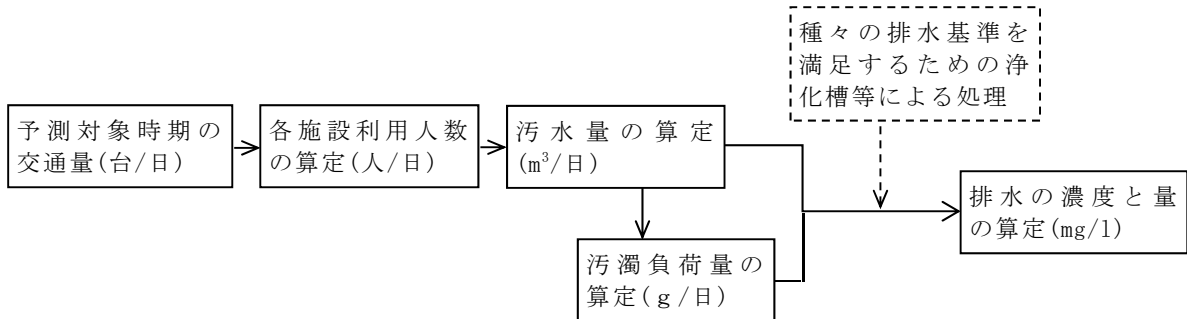 種々の排水基準を
満足するための浄
化槽等による処理
予測対象時期の
交通量(台/日)
各施設利用人数
の算定(人/日)
汚水量の算定
(m³/日)
汚濁負荷量の
算定(ｇ/日)
排水の濃度と量
の算定(mg/l)